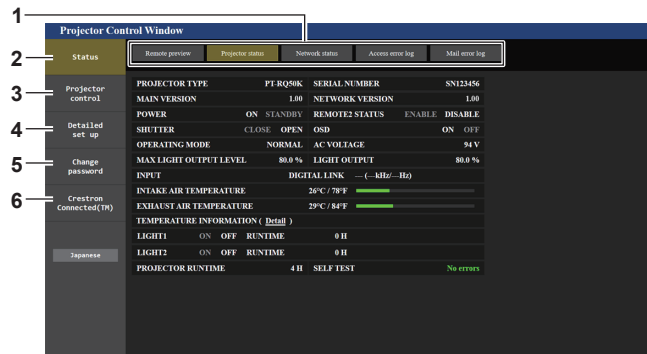 1
Projector Control Window
2
Status
Remote preview Projector status Network status Access error log Mail error log
3
Projector
control
4
Detailed
set up
5
Change
password
6
Crestron
Connected(TM)
Japanese
PROJECTOR TYPE PT-RQ50K SERIAL NUMBER SN123456
MAIN VERSION 1.00 NETWORK VERSION 1.00
POWER ON STANDBY REMOTE2 STATUS ENABLE DISABLE
SHUTTER CLOSE OPEN OSD ON OFF
OPERATING MODE NORMAL AC VOLTAGE 94 V
MAX LIGHT OUTPUT LEVEL 80.0 % LIGHT OUTPUT 80.0 %
INPUT DIGITAL LINK — (—kHz/—Hz)
INTAKE AIR TEMPERATURE 26°C / 78°F
EXHAUST AIR TEMPERATURE 29°C / 84°F
TEMPERATURE INFORMATION ( Detail )
LIGHT1 ON OFF RUNTIME 0 H
LIGHT2 ON OFF RUNTIME 0 H
PROJECTOR RUNTIME 4 H SELF TEST No errors